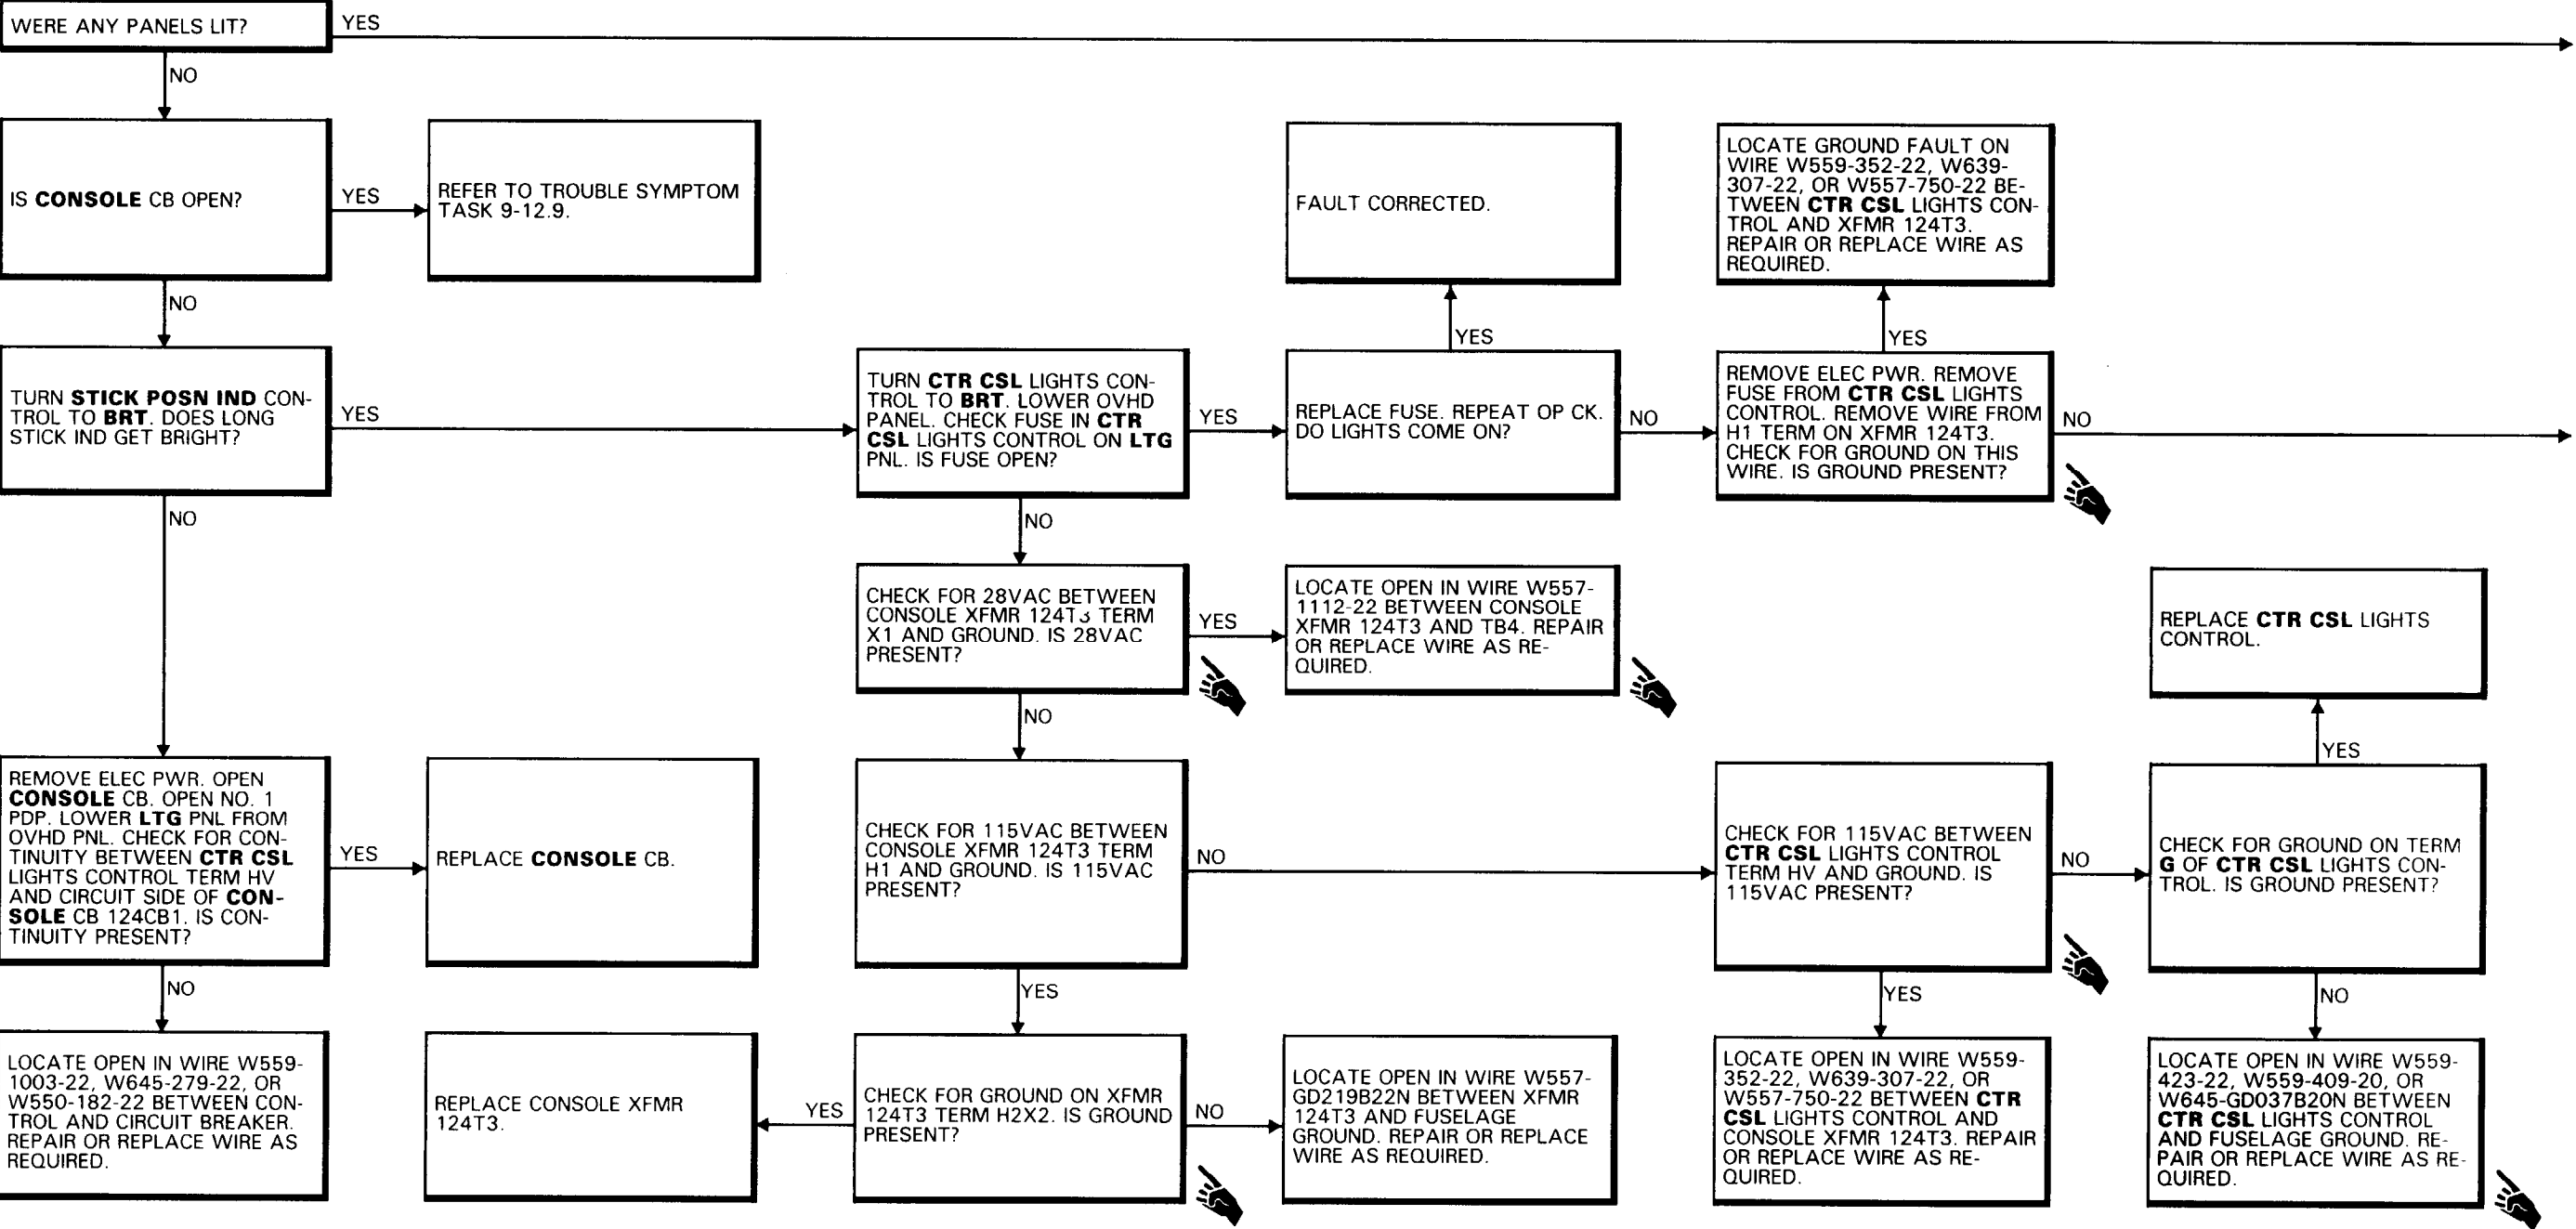 WERE ANY PANELS LIT?
YES
NO
IS CONSOLE CB OPEN?
YES
REFER TO TROUBLE SYMPTOM
TASK 9-12.9.
FAULT CORRECTED.
LOCATE GROUND FAULT ON
WIRE W559-352-22, W639-
307-22, OR W557-750-22 BE-
TWEEN CTR CSL LIGHTS CON-
TROL AND XFMR 124T3.
REPAIR OR REPLACE WIRE AS
REQUIRED.
NO
YES
YES
TURN STICK POSN IND CON-
TROL TO BRT. DOES LONG
STICK IND GET BRIGHT?
YES
TURN CTR CSL LIGHTS CON-
TROL TO BRT. LOWER OVHD
PANEL. CHECK FUSE IN CTR
CSL LIGHTS CONTROL ON LTG
PNL. IS FUSE OPEN?
YES
REPLACE FUSE. REPEAT OP CK.
DO LIGHTS COME ON?
NO
REMOVE ELEC PWR. REMOVE
FUSE FROM CTR CSL LIGHTS
CONTROL. REMOVE WIRE FROM
H1 TERM ON XFMR 124T3.
CHECK FOR GROUND ON THIS
WIRE. IS GROUND PRESENT?
NO
NO
NO
CHECK FOR 28VAC BETWEEN
CONSOLE XFMR 124T3 TERM
X1 AND GROUND. IS 28VAC
PRESENT?
YES
LOCATE OPEN IN WIRE W557-
1112-22 BETWEEN CONSOLE
XFMR 124T3 AND TB4. REPAIR
OR REPLACE WIRE AS RE-
QUIRED.
REPLACE CTR CSL LIGHTS
CONTROL.
NO
YES
REMOVE ELEC PWR. OPEN
CONSOLE CB. OPEN NO. 1
PDP. LOWER LTG PNL FROM
OVHD PNL. CHECK FOR CON-
TINUITY BETWEEN CTR CSL
LIGHTS CONTROL TERM HV
AND CIRCUIT SIDE OF CON-
SOLE CB 124CB1. IS CON-
TINUITY PRESENT?
YES
REPLACE CONSOLE CB.
CHECK FOR 115VAC BETWEEN
CONSOLE XFMR 124T3 TERM
H1 AND GROUND. IS 115VAC
PRESENT?
NO
CHECK FOR 115VAC BETWEEN
CTR CSL LIGHTS CONTROL
TERM HV AND GROUND. IS
115VAC PRESENT?
NO
CHECK FOR GROUND ON TERM
G OF CTR CSL LIGHTS CON-
TROL. IS GROUND PRESENT?
NO
YES
YES
NO
LOCATE OPEN IN WIRE W559-
1003-22, W645-279-22, OR
W550-182-22 BETWEEN CON-
TROL AND CIRCUIT BREAKER.
REPAIR OR REPLACE WIRE AS
REQUIRED.
REPLACE CONSOLE XFMR
124T3.
YES
CHECK FOR GROUND ON XFMR
124T3 TERM H2X2. IS GROUND
PRESENT?
NO
LOCATE OPEN IN WIRE W557-
GD219B22N BETWEEN XFMR
124T3 AND FUSELAGE
GROUND. REPAIR OR REPLACE
WIRE AS REQUIRED.
LOCATE OPEN IN WIRE W559-
352-22, W639-307-22, OR
W557-750-22 BETWEEN CTR
CSL LIGHTS CONTROL AND
CONSOLE XFMR 124T3. REPAIR
OR REPLACE WIRE AS RE-
QUIRED.
LOCATE OPEN IN WIRE W559-
423-22, W559-409-20, OR
W645-GD037B20N BETWEEN
CTR CSL LIGHTS CONTROL
AND FUSELAGE GROUND. RE-
PAIR OR REPLACE WIRE AS RE-
QUIRED.